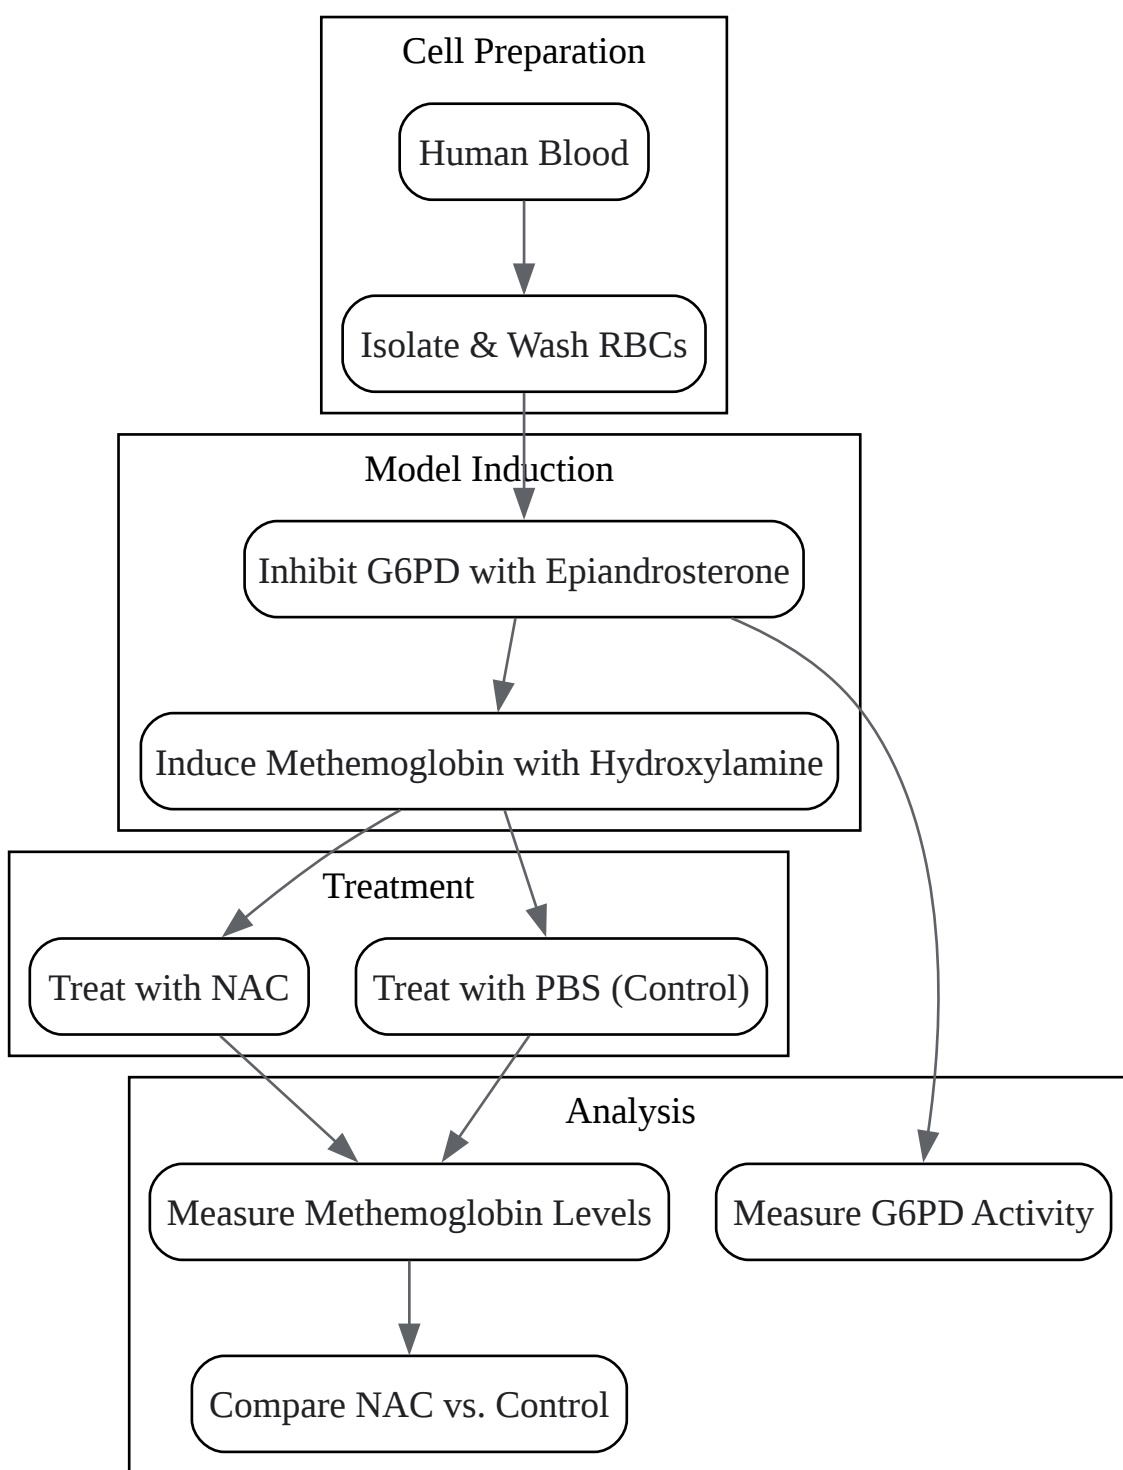 Cell Preparation
Human Blood
Isolate & Wash RBCs
Model Induction
Inhibit G6PD with Epiandrosterone
Induce Methemoglobin with Hydroxylamine
Treatment
Treat with NAC
Treat with PBS (Control)
Analysis
Measure Methemoglobin Levels
Measure G6PD Activity
Compare NAC vs. Control